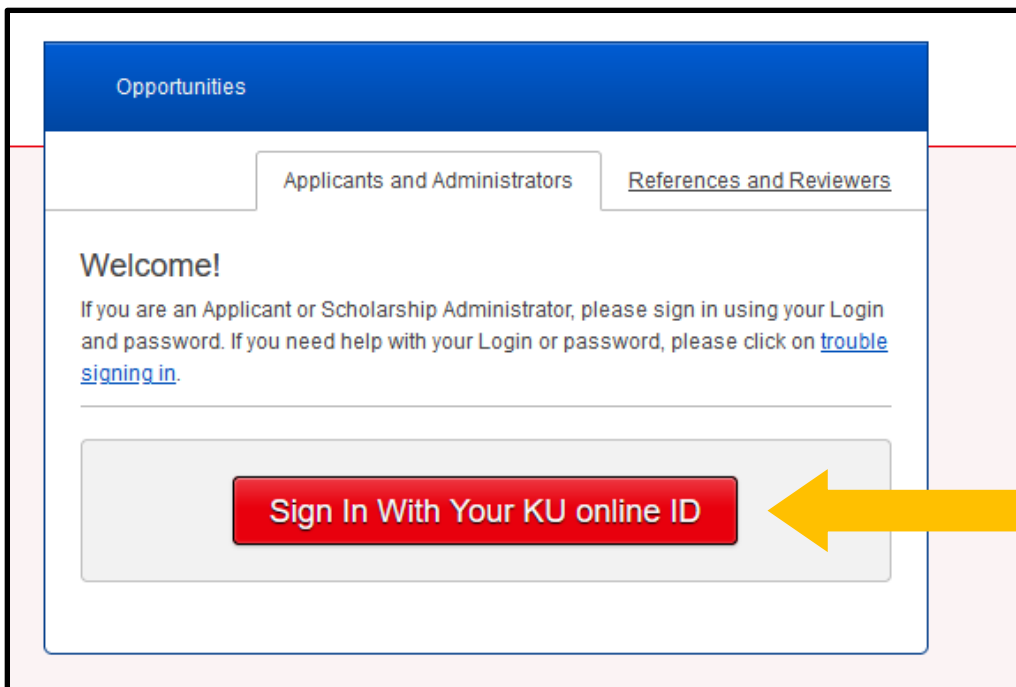 Opportunities
Applicants and Administrators
References and Reviewers
Welcome!
If you are an Applicant or Scholarship Administrator, please sign in using your Login
and password. If you need help with your Login or password, please click on trouble
signing in.
Sign In With Your KU online ID